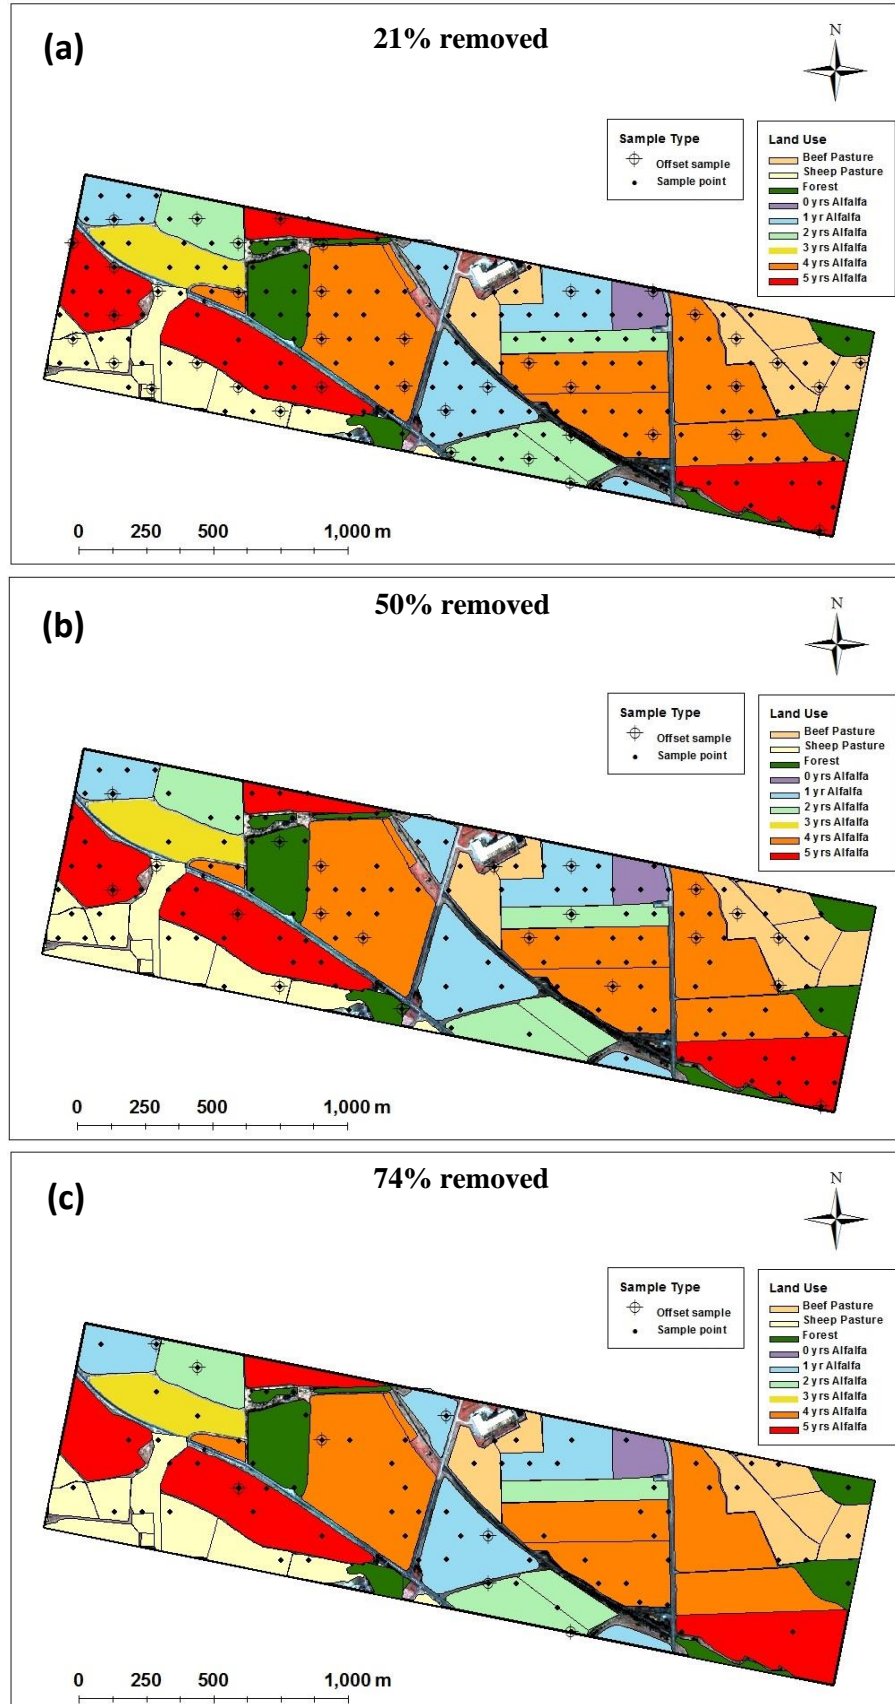 (a)
21% removed
N
Sample Type
Offset sample
Sample point
Land Use
Beef Pasture
Sheep Pasture
Forest
0 yrs Alfalfa
1 yr Alfalfa
2 yrs Alfalfa
3 yrs Alfalfa
4 yrs Alfalfa
5 yrs Alfalfa
0 250 500 1,000 m
(b)
50% removed
N
Sample Type
Offset sample
Sample point
Land Use
Beef Pasture
Sheep Pasture
Forest
0 yrs Alfalfa
1 yr Alfalfa
2 yrs Alfalfa
3 yrs Alfalfa
4 yrs Alfalfa
5 yrs Alfalfa
0 250 500 1,000 m
(c)
74% removed
N
Sample Type
Offset sample
Sample point
Land Use
Beef Pasture
Sheep Pasture
Forest
0 yrs Alfalfa
1 yr Alfalfa
2 yrs Alfalfa
3 yrs Alfalfa
4 yrs Alfalfa
5 yrs Alfalfa
0 250 500 1,000 m